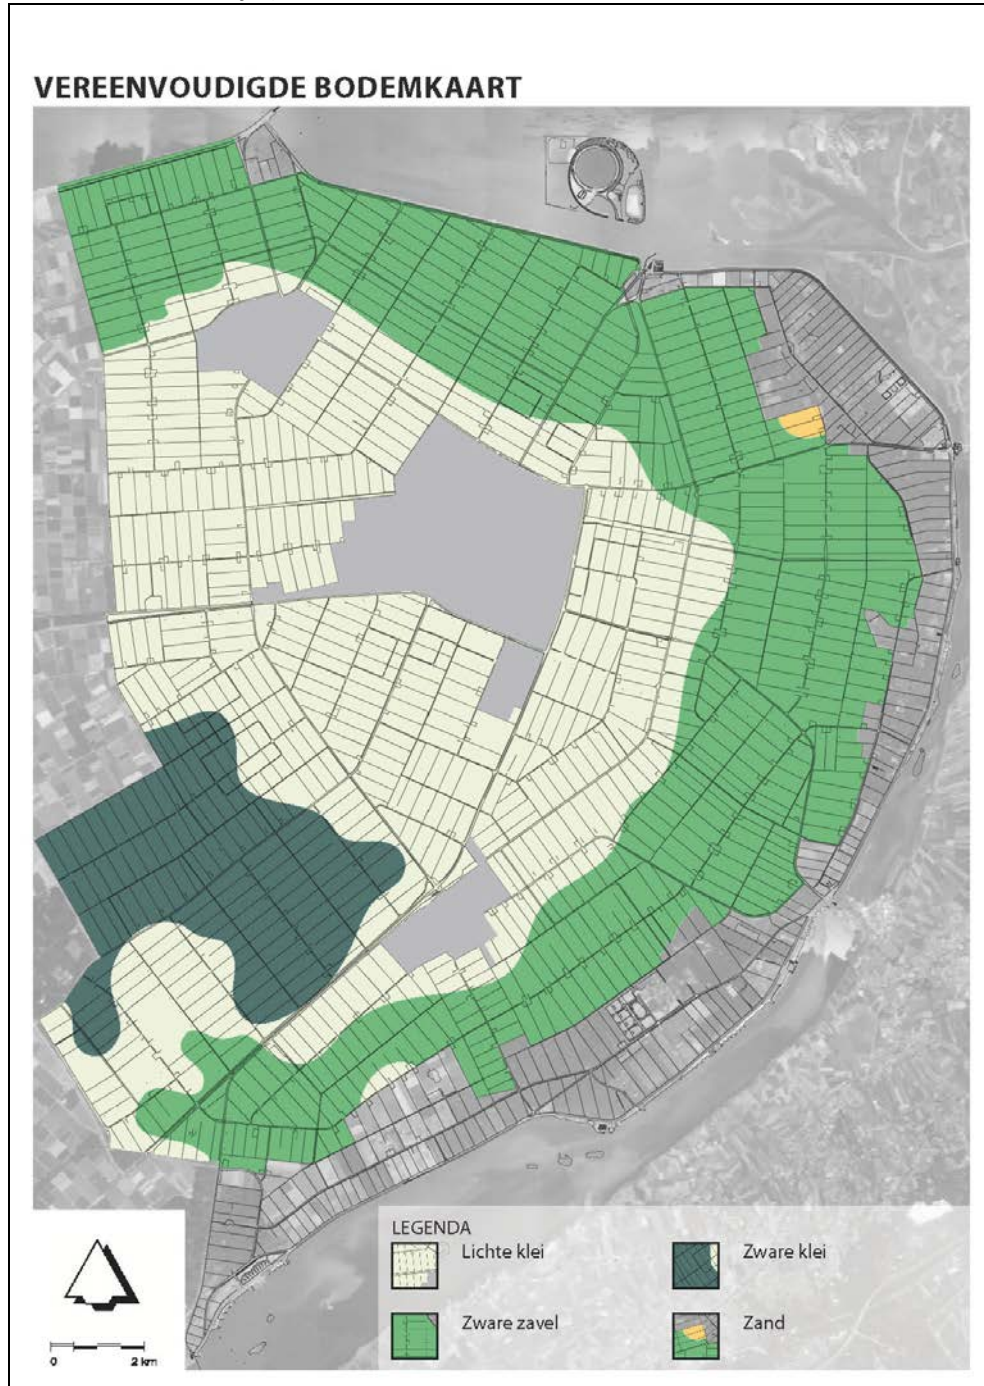 VEREENVOUDIGDE BODEMKAART
LEGENDA
Lichte klei
Zware klei
Zware zavel
Zand
0 2 km